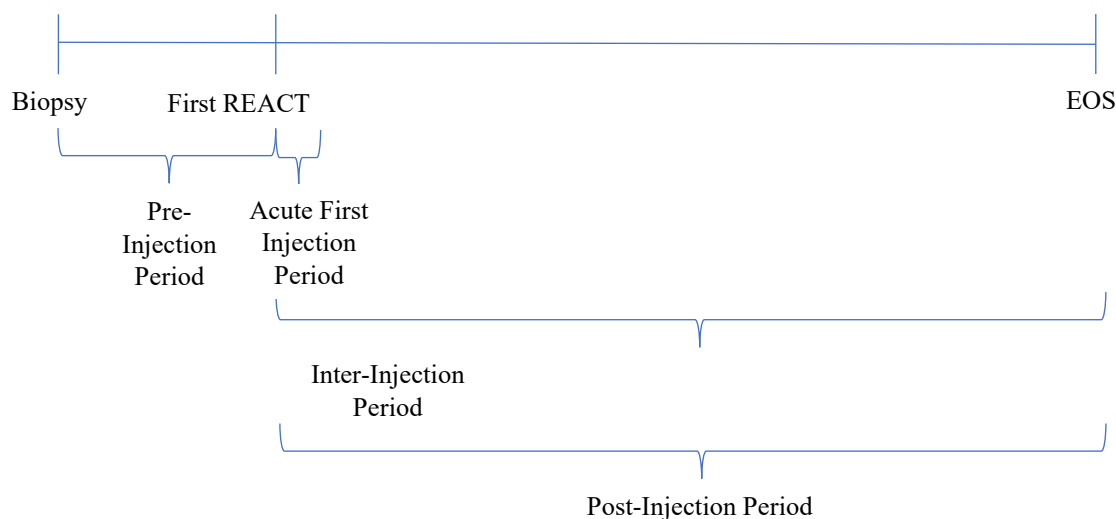 Biopsy
First REACT
EOS
Pre-
Injection
Period
Acute First
Injection
Period
Inter-Injection
Period
Post-Injection Period